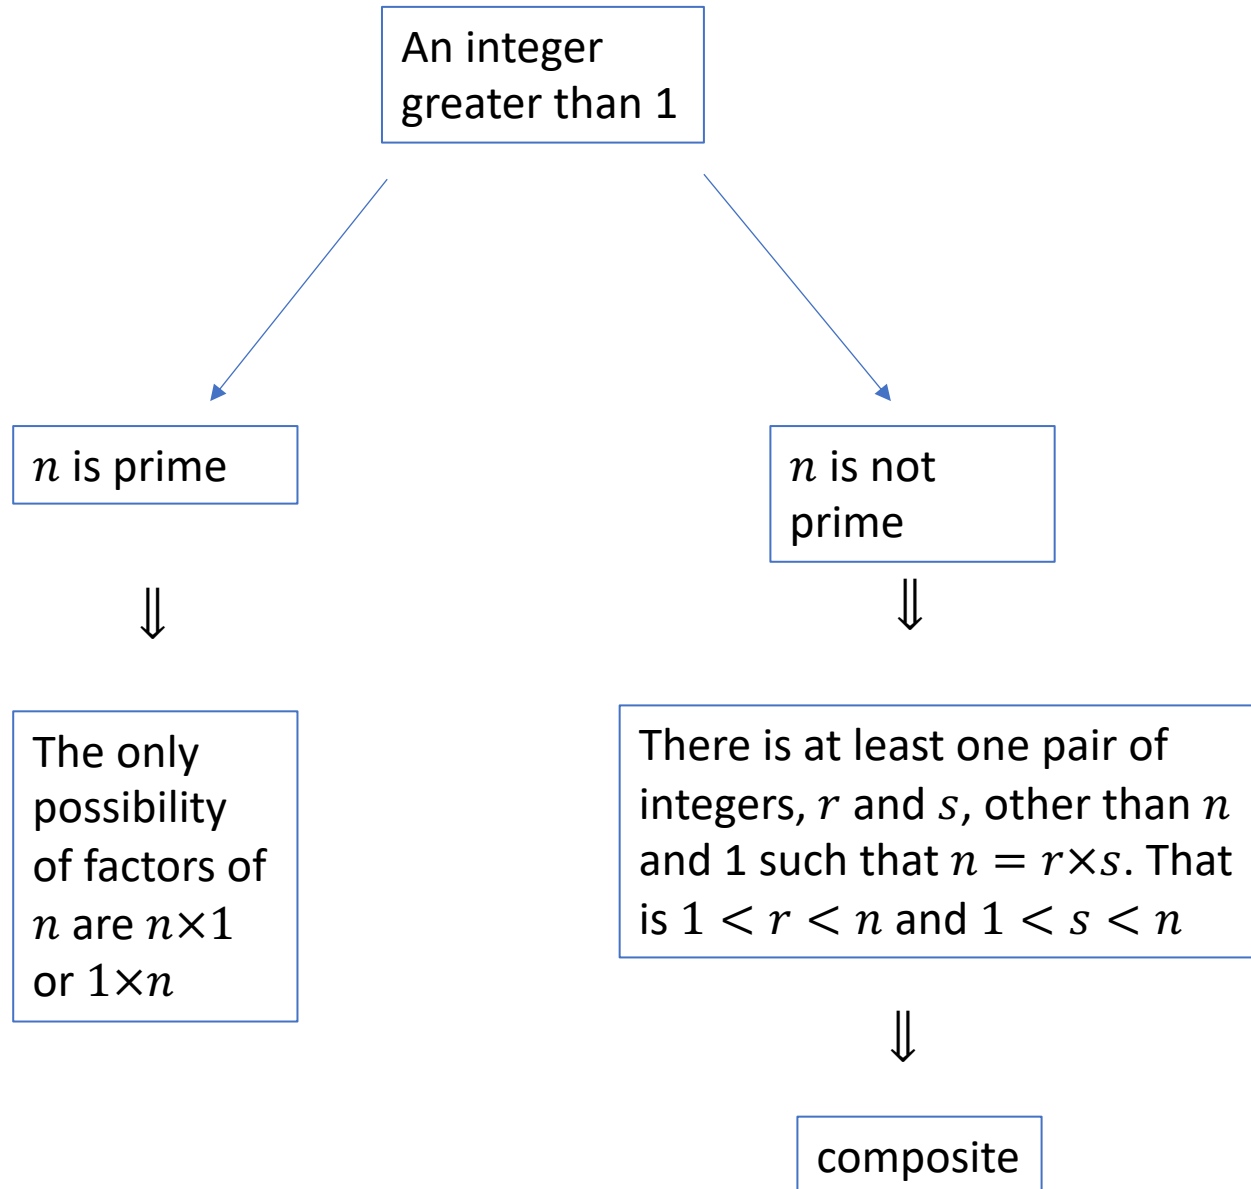 An integer
greater than 1
𝑛 is prime
𝑛 is not
prime
⇓
⇓
The only
possibility
of factors of
𝑛 are 𝑛×1
or 1×𝑛
There is at least one pair of
integers, 𝑟 and 𝑠, other than 𝑛
and 1 such that 𝑛 = 𝑟×𝑠. That
is 1 < 𝑟 < 𝑛 and 1 < 𝑠 < 𝑛
⇓
composite